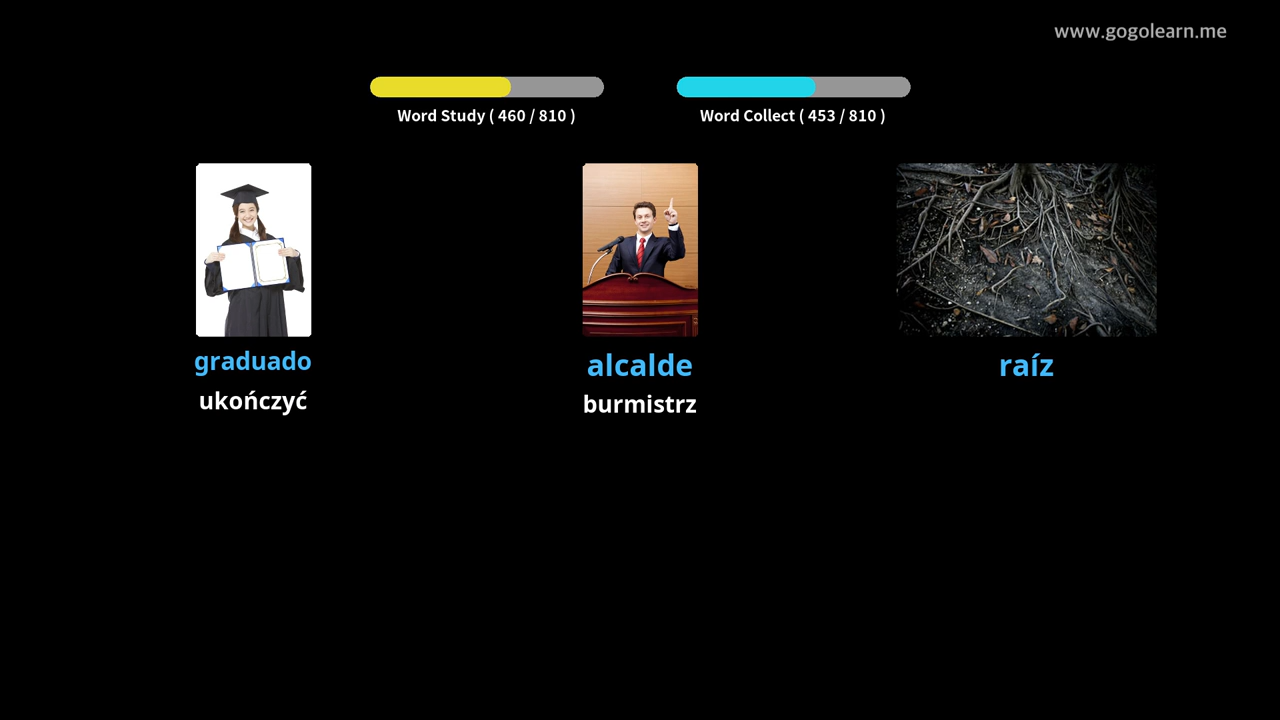 www.gogolearn.me
Word Study ( 460 / 810 )
Word Collect ( 453 / 810 )
graduado
ukończyć
alcalde
burmistrz
raíz